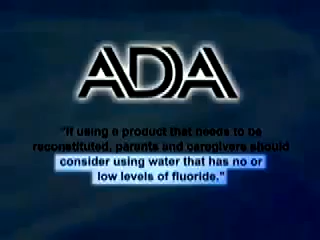 ADA
"If using a product that needs to be
reconstituted, parents and caregivers should
consider using water that has no or
low levels of fluoride."